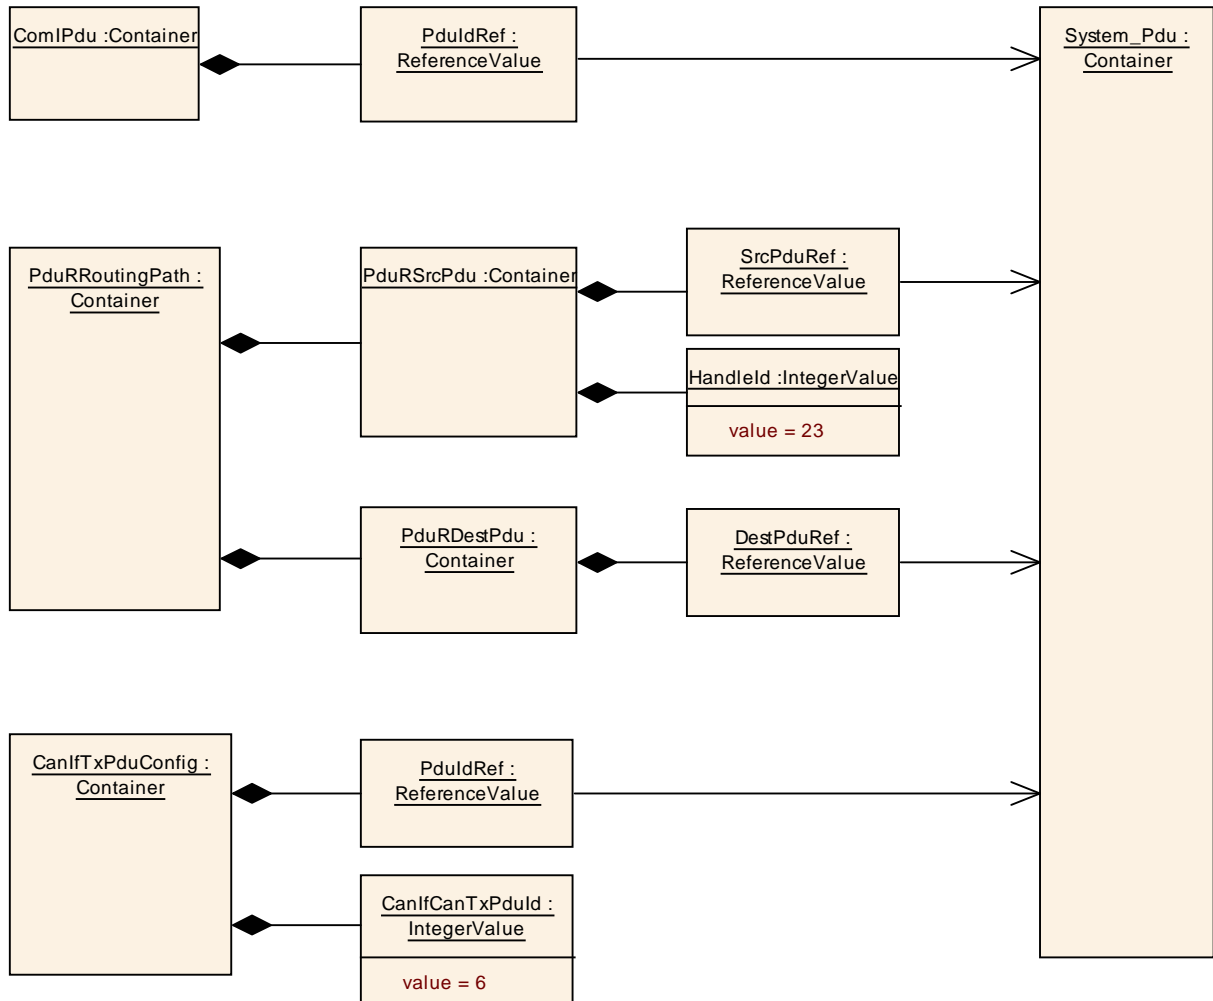 ComIPdu :Container
PduIdRef :
ReferenceValue
System_Pdu :
Container
PduRRoutingPath :
Container
PduRSrcPdu :Container
SrcPduRef :
ReferenceValue
HandleId :IntegerValue
value = 23
PduRDestPdu :
Container
DestPduRef :
ReferenceValue
CanIfTxPduConfig :
Container
PduIdRef :
ReferenceValue
CanIfCanTxPduId :
IntegerValue
value = 6